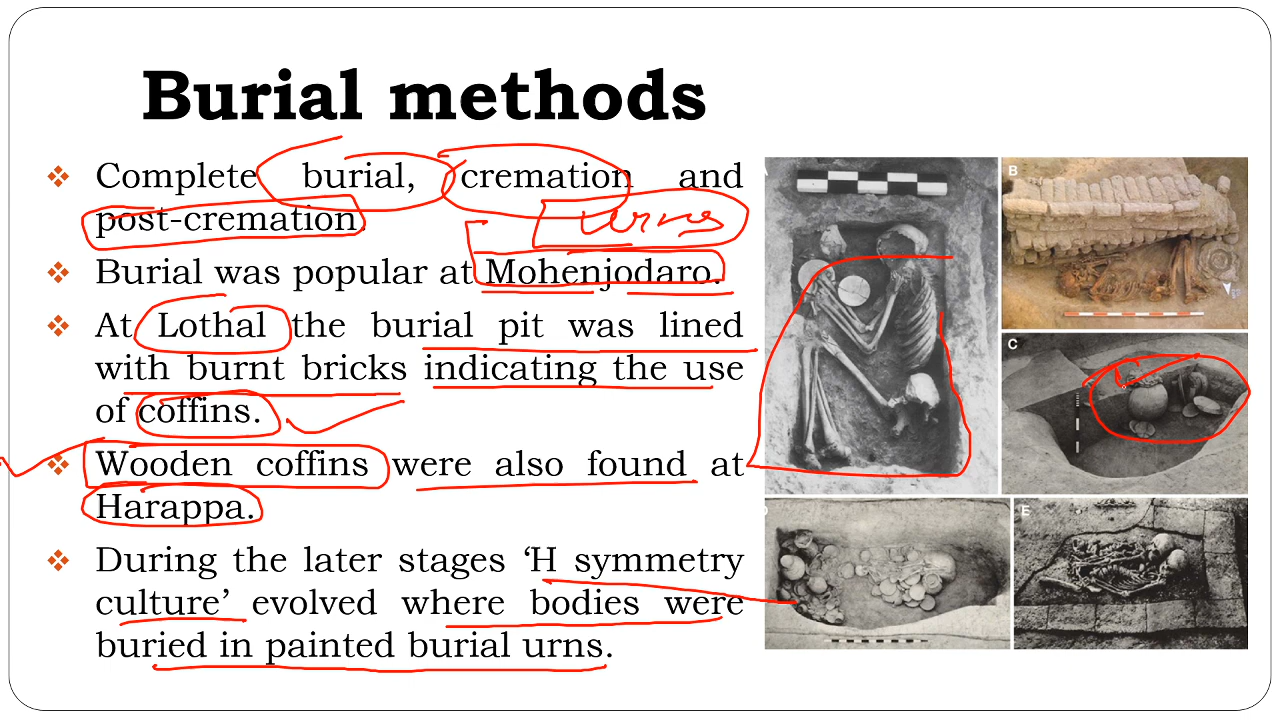 Burial methods
❖ Complete burial, cremation and
post-cremation.
urns
❖ Burial was popular at Mohenjodaro.
❖ At Lothal the burial pit was lined
with burnt bricks indicating the use
of coffins.
❖ Wooden coffins were also found at
Harappa.
❖ During the later stages ‘H symmetry
culture’ evolved where bodies were
buried in painted burial urns.
B
C
E